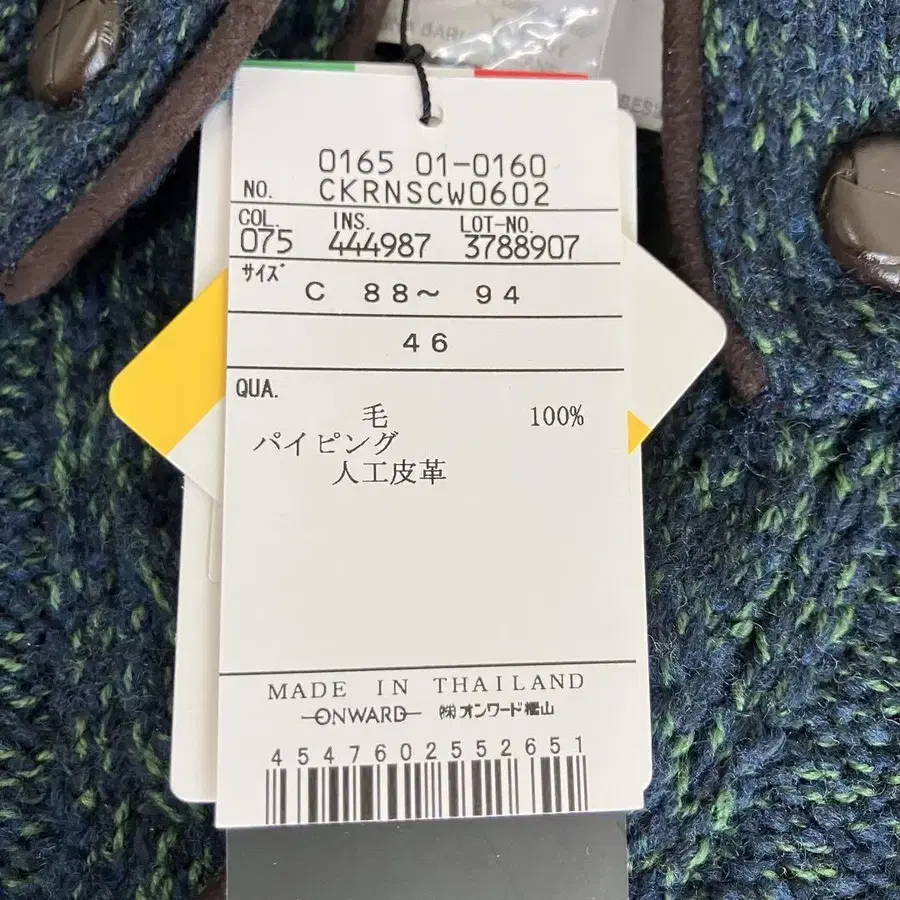 0165 01-0160
NO. CKRNSCW0602
COL. INS. LOT-NO.
075 444987 3788907
サイズ
C 88～ 94
46
QUA.
毛 100%
パイピング
人工皮革
MADE IN THAILAND
ONWARD ㈱オンワード樫山
4547602552651